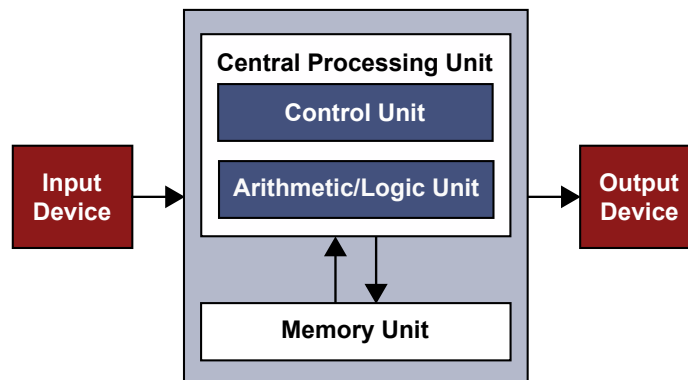 Central Processing Unit
Control Unit
Arithmetic/Logic Unit
Input
Device
Output
Device
Memory Unit